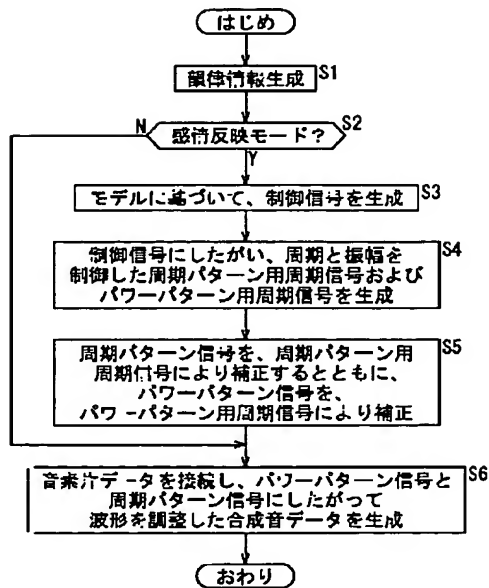 はじめ
韻律情報生成
S1
感情反映モード?
S2
N
Y
モデルに基づいて、制御信号を生成
S3
制御信号にしたがい、周期と振幅を
制御した周期パターン用周期信号および
パワーパターン用周期信号を生成
S4
周期パターン信号を、周期パターン用
周期信号により補正するとともに、
パワーパターン信号を、
パワーパターン用周期信号により補正
S5
音素片データを接続し、パワーパターン信号と
周期パターン信号にしたがって
波形を調整した合成音データを生成
S6
おわり